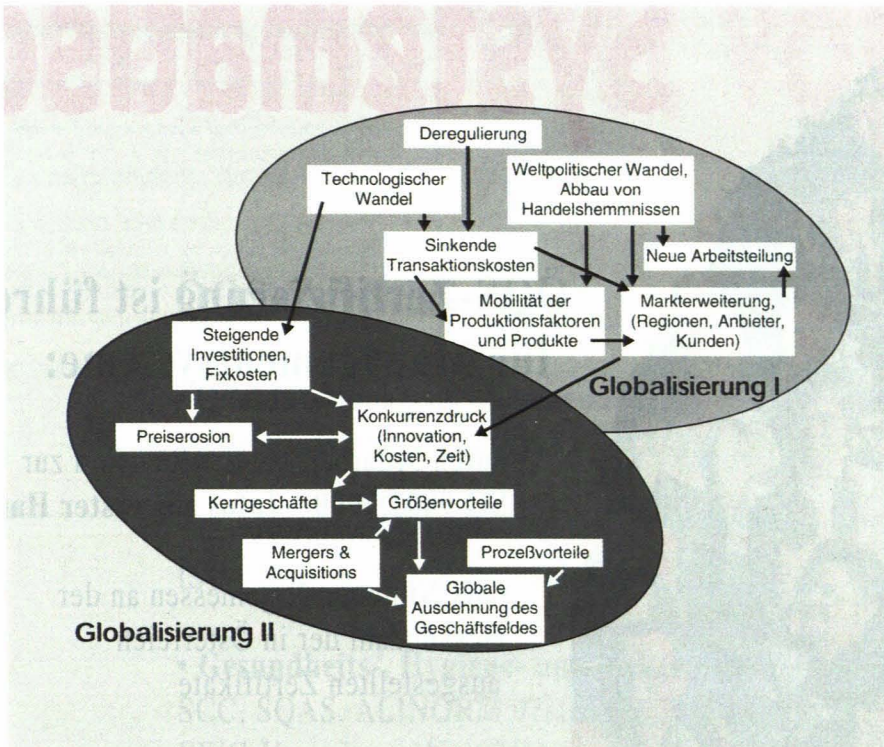 Deregulierung
Technologischer
Wandel
Weltpolitischer Wandel,
Abbau von
Handelshemmnissen
Sinkende
Transaktionskosten
Neue Arbeitsteilung
Mobilität der
Produktionsfaktoren
und Produkte
Markterweiterung,
(Regionen, Anbieter,
Kunden)
Globalisierung I
Steigende
Investitionen,
Fixkosten
Preiserosion
Konkurrenzdruck
(Innovation,
Kosten, Zeit)
Kerngeschäfte
Größenvorteile
Mergers &
Acquisitions
Prozeßvorteile
Globale
Ausdehnung des
Geschäftsfeldes
Globalisierung II
ausgestellten Zertifikate